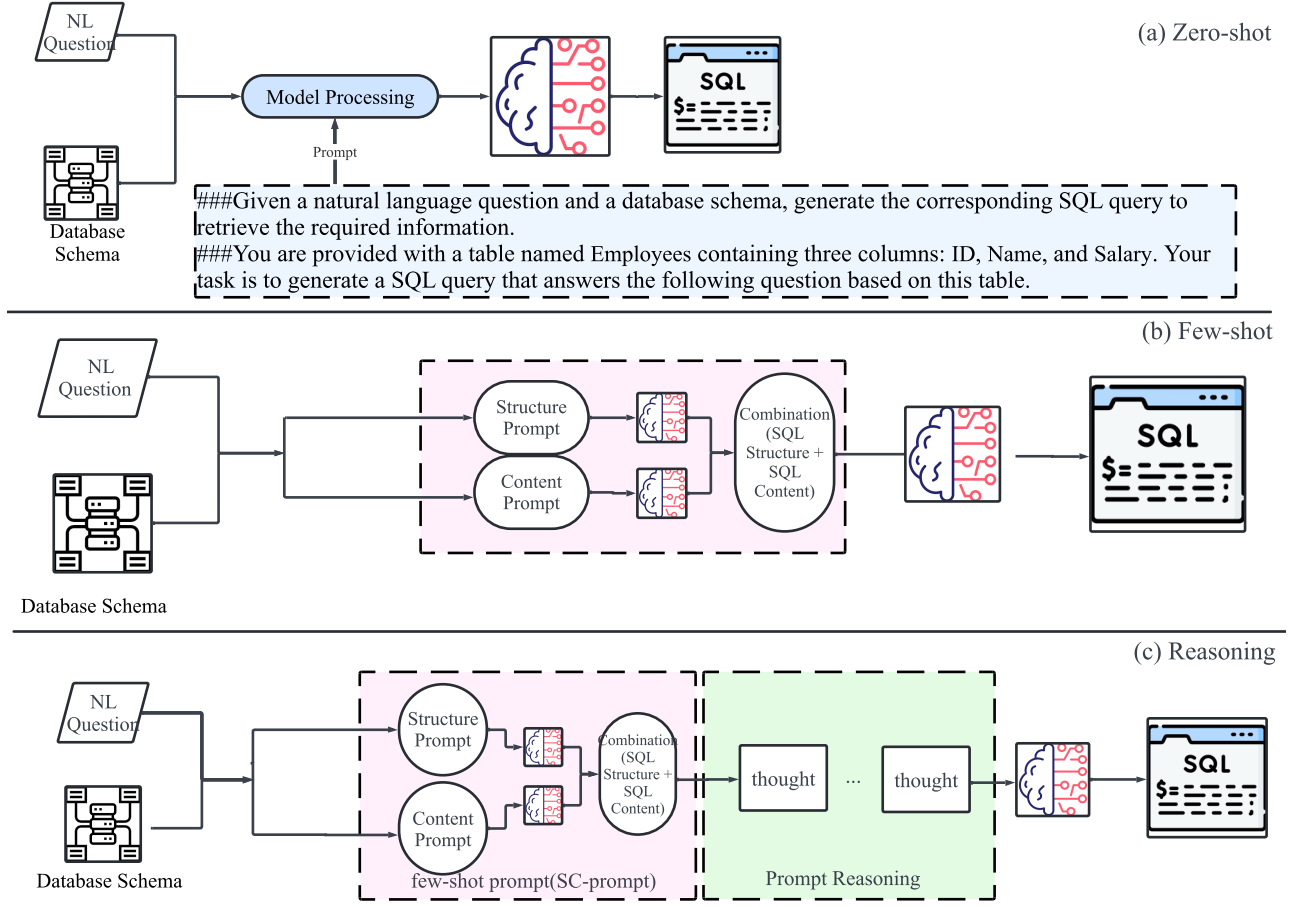 (a) Zero-shot
NL
Question
Model Processing
SQL
$=
Prompt
Database
Schema
###Given a natural language question and a database schema, generate the corresponding SQL query to
retrieve the required information.
###You are provided with a table named Employees containing three columns: ID, Name, and Salary. Your
task is to generate a SQL query that answers the following question based on this table.
(b) Few-shot
NL
Question
Structure
Prompt
Content
Prompt
Combination
(SQL
Structure +
SQL
Content)
SQL
$=
Database Schema
(c) Reasoning
NL
Question
Structure
Prompt
Content
Prompt
Combination
(SQL
Structure +
SQL
Content)
thought
...
thought
SQL
$=
Database Schema
few-shot prompt(SC-prompt)
Prompt Reasoning